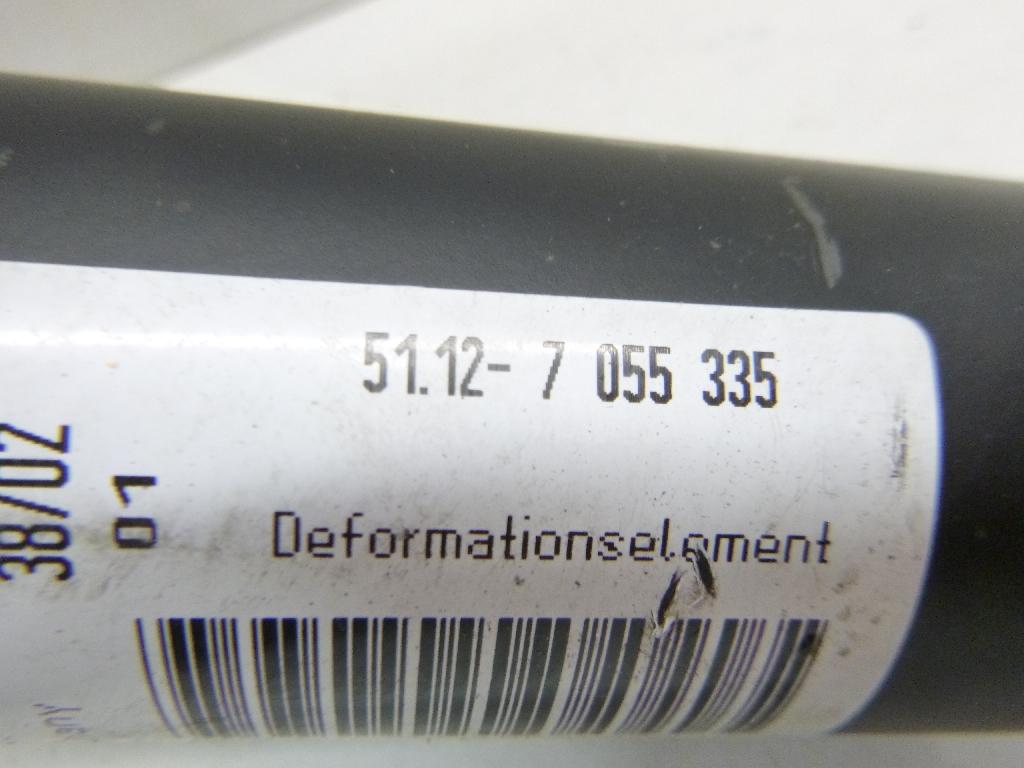 51.12- 7 055 335
38/02
01
Deformationselement